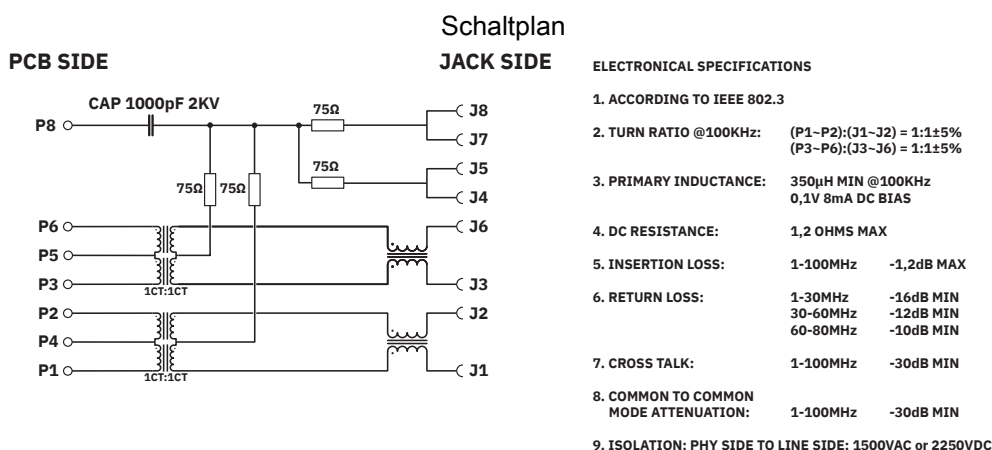 Schaltplan
PCB SIDE
JACK SIDE
CAP 1000pF 2KV
P8
75Ω
J8
J7
75Ω
J5
J4
75Ω 75Ω
P6
J6
P5
P3
J3
1CT:1CT
P2
J2
P4
P1
J1
1CT:1CT
ELECTRONICAL SPECIFICATIONS
1. ACCORDING TO IEEE 802.3
2. TURN RATIO @100KHz: (P1~P2):(J1~J2) = 1:1±5%
(P3~P6):(J3~J6) = 1:1±5%
3. PRIMARY INDUCTANCE: 350µH MIN @100KHz
0,1V 8mA DC BIAS
4. DC RESISTANCE: 1,2 OHMS MAX
5. INSERTION LOSS: 1-100MHz -1,2dB MAX
6. RETURN LOSS: 1-30MHz -16dB MIN
30-60MHz -12dB MIN
60-80MHz -10dB MIN
7. CROSS TALK: 1-100MHz -30dB MIN
8. COMMON TO COMMON
MODE ATTENUATION: 1-100MHz -30dB MIN
9. ISOLATION: PHY SIDE TO LINE SIDE: 1500VAC or 2250VDC